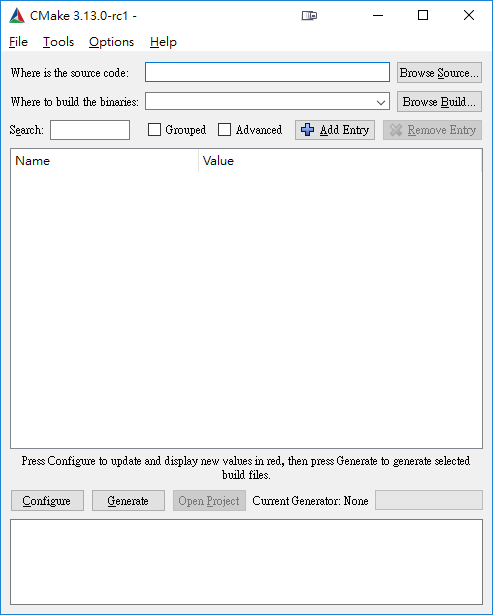 CMake 3.13.0-rc1 -
File Tools Options Help
Where is the source code: Browse Source...
Where to build the binaries: Browse Build...
Search: Grouped Advanced Add Entry Remove Entry
Name Value
Press Configure to update and display new values in red, then press Generate to generate selected
build files.
Configure Generate Open Project Current Generator: None